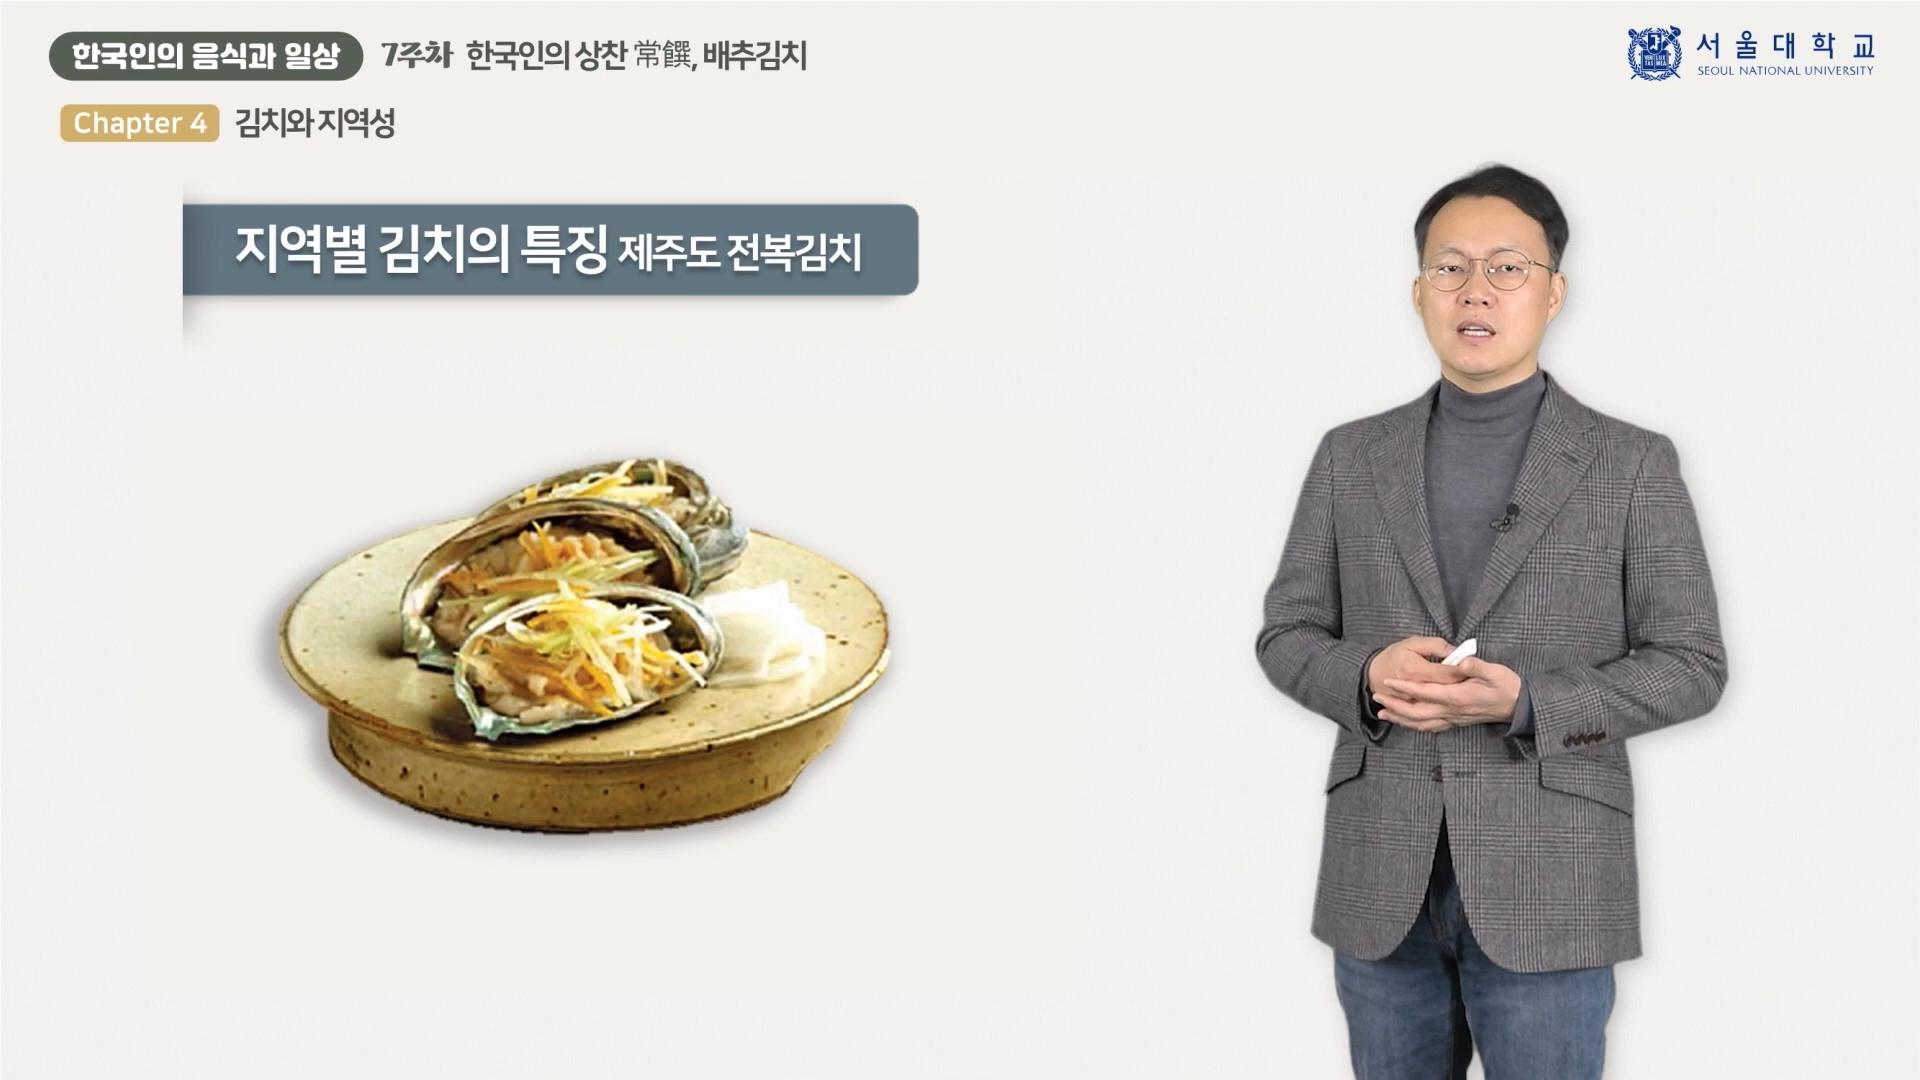 한국인의 음식과 일상 7주차 한국인의 상찬 常饌, 배추김치
서울대학교
SEOUL NATIONAL UNIVERSITY
Chapter 4 김치와 지역성
지역별 김치의 특징 제주도 전복김치